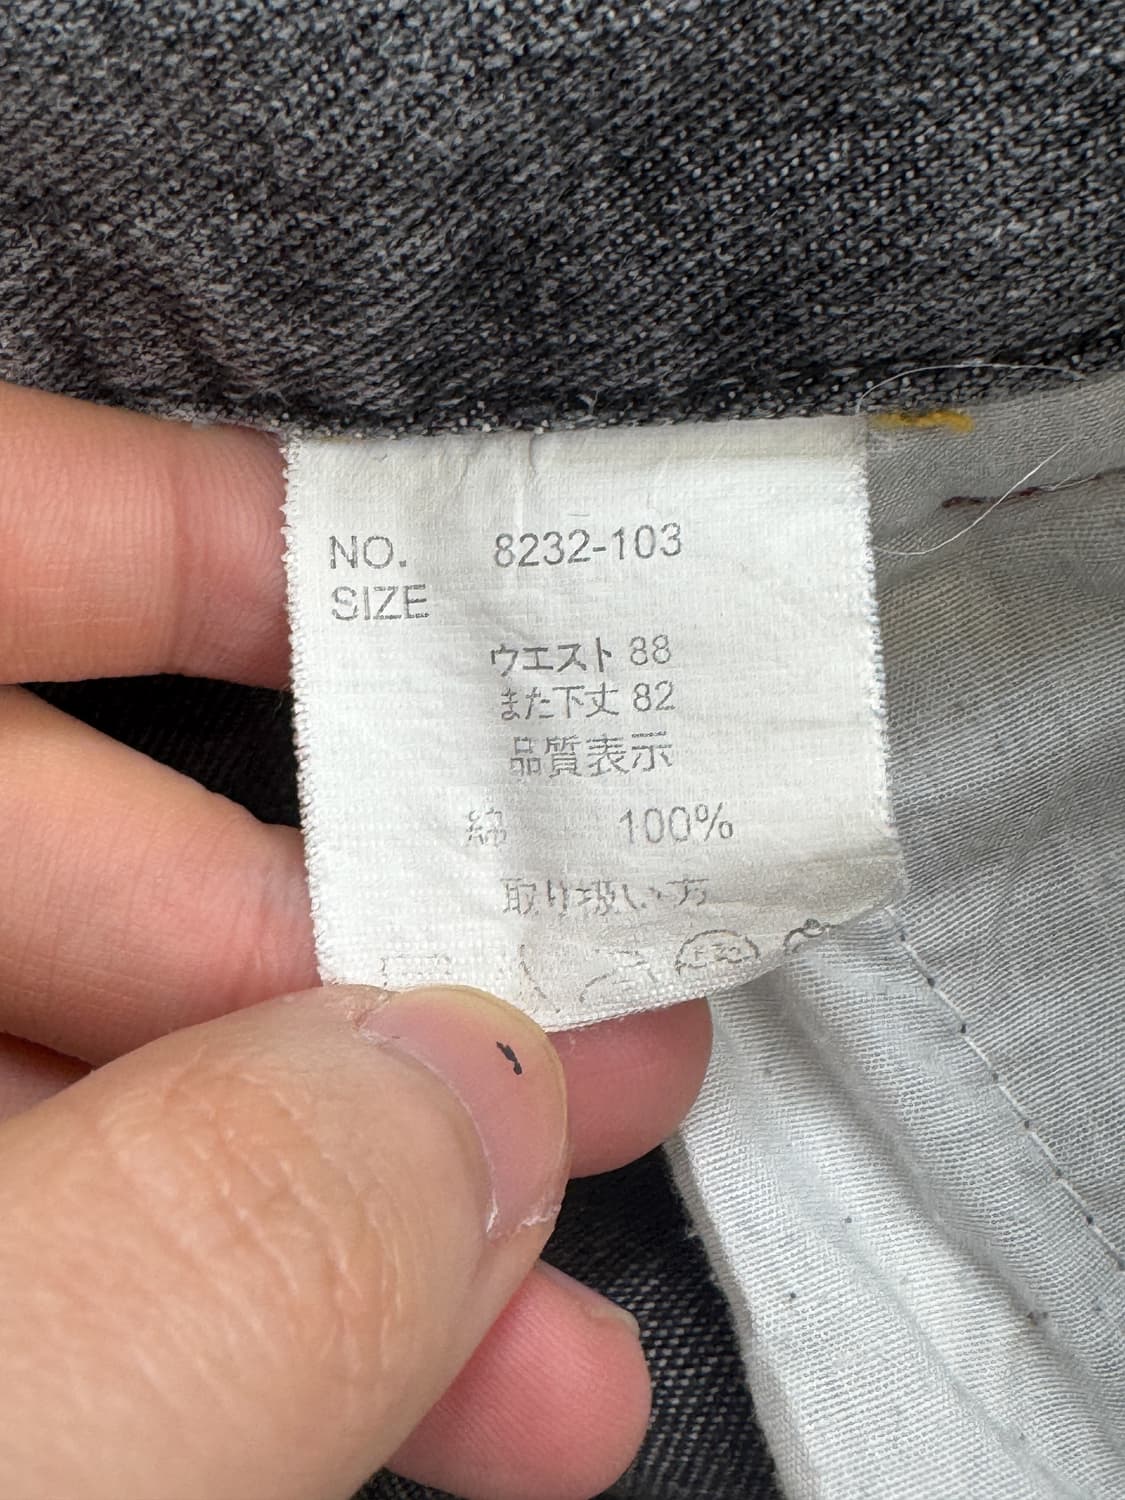 NO. 8232-103
SIZE
ウエスト 88
また下丈 82
品質表示
綿 100%
取り扱い方